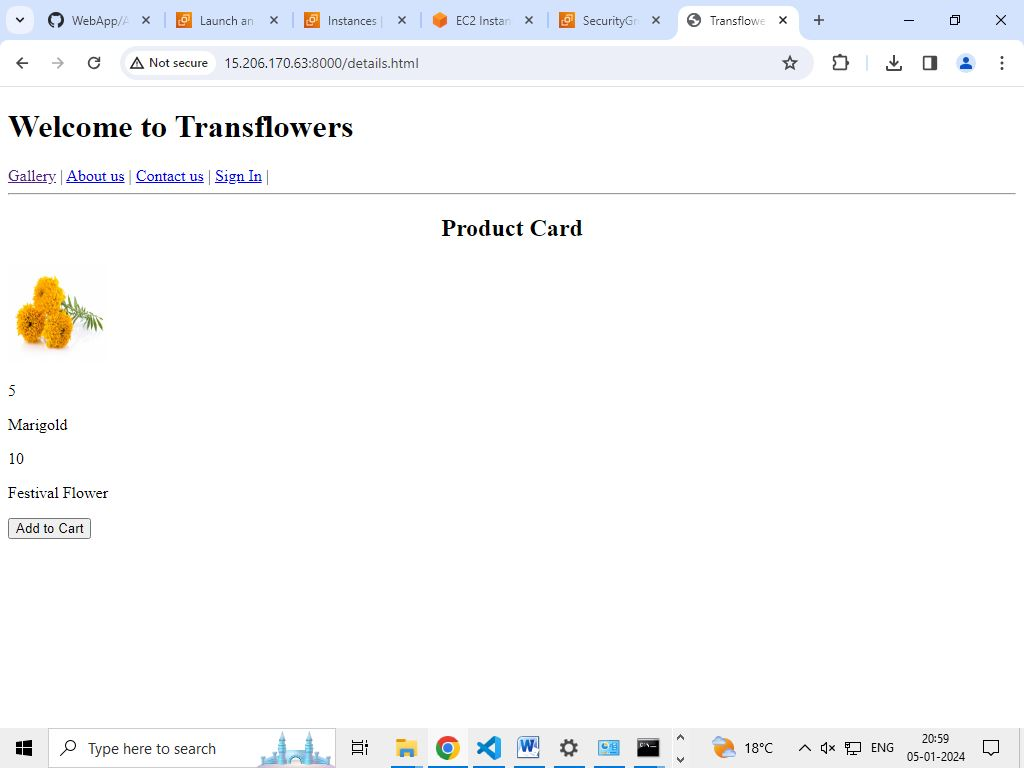 WebApp/A
Launch an
Instances |
EC2 Instan
SecurityGr
Transflowe
Not secure
15.206.170.63:8000/details.html
Welcome to Transflowers
Gallery | About us | Contact us | Sign In |
Product Card
5
Marigold
10
Festival Flower
Add to Cart
Type here to search
18°C
ENG
20:59
05-01-2024